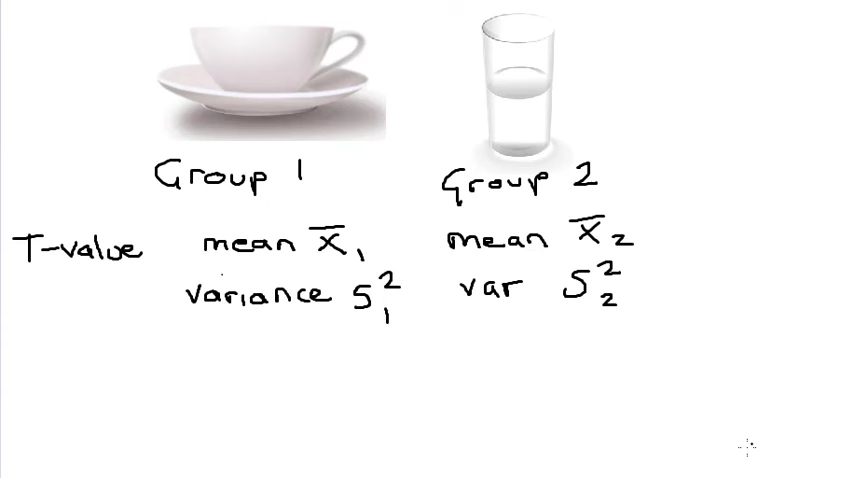 Group 1 Group 2
T-value mean x̅₁ mean x̅₂
variance S₁² var S₂²